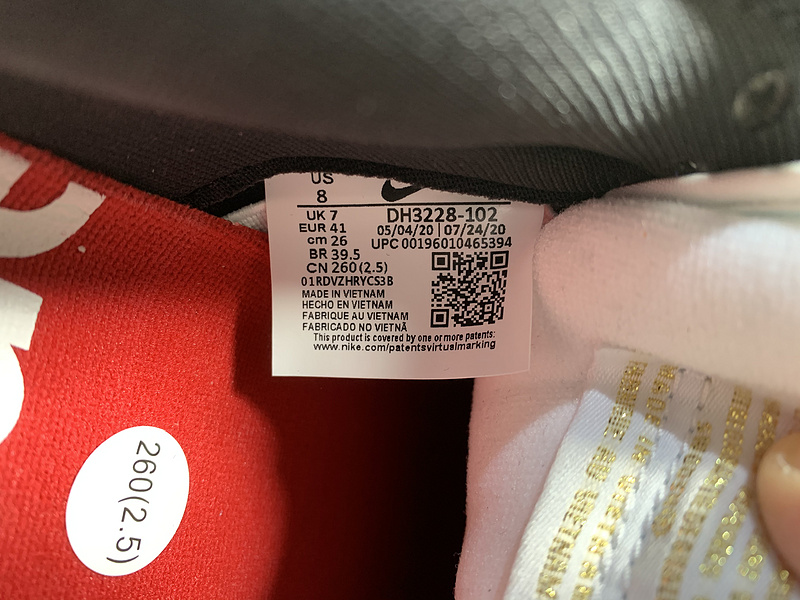 US
8
UK 7
EUR 41
cm 26
BR 39.5
CN 260 (2.5)
01RDVZHRYCS3B
DH3228-102
05/04/20 | 07/24/20
UPC 00196010465394
MADE IN VIETNAM
HECHO EN VIETNAM
FABRIQUE AU VIETNAM
FABRICADO NO VIETNÃ
This product is covered by one or more patents:
www.nike.com/patentsvirtualmarking
260(2.5)